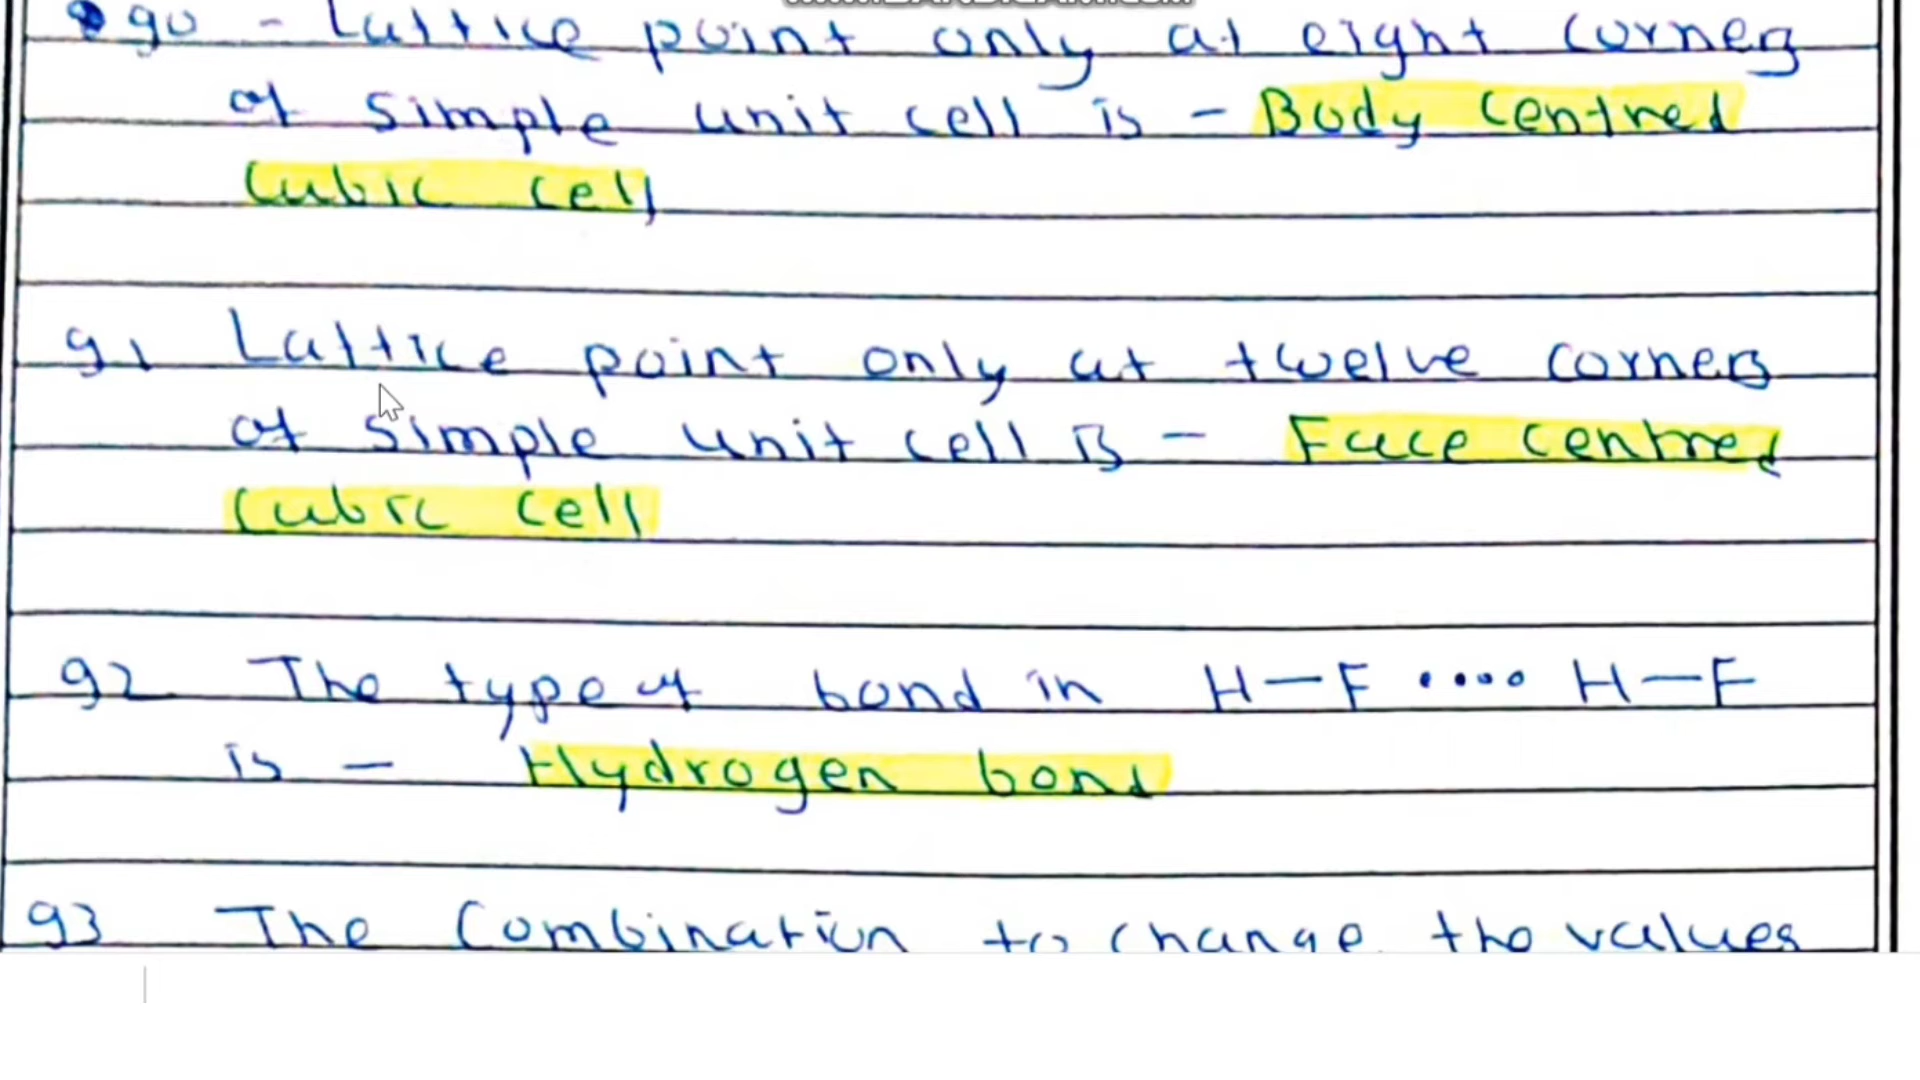 90 - Lattice point only at eight corners
of simple unit cell is - Body centred
cubic cell
91 Lattice point only at twelve corners
of simple unit cell is - Face centred
cubic cell
92 The type of bond in H-F .... H-F
is - Hydrogen bond
93 The Combination to change the values